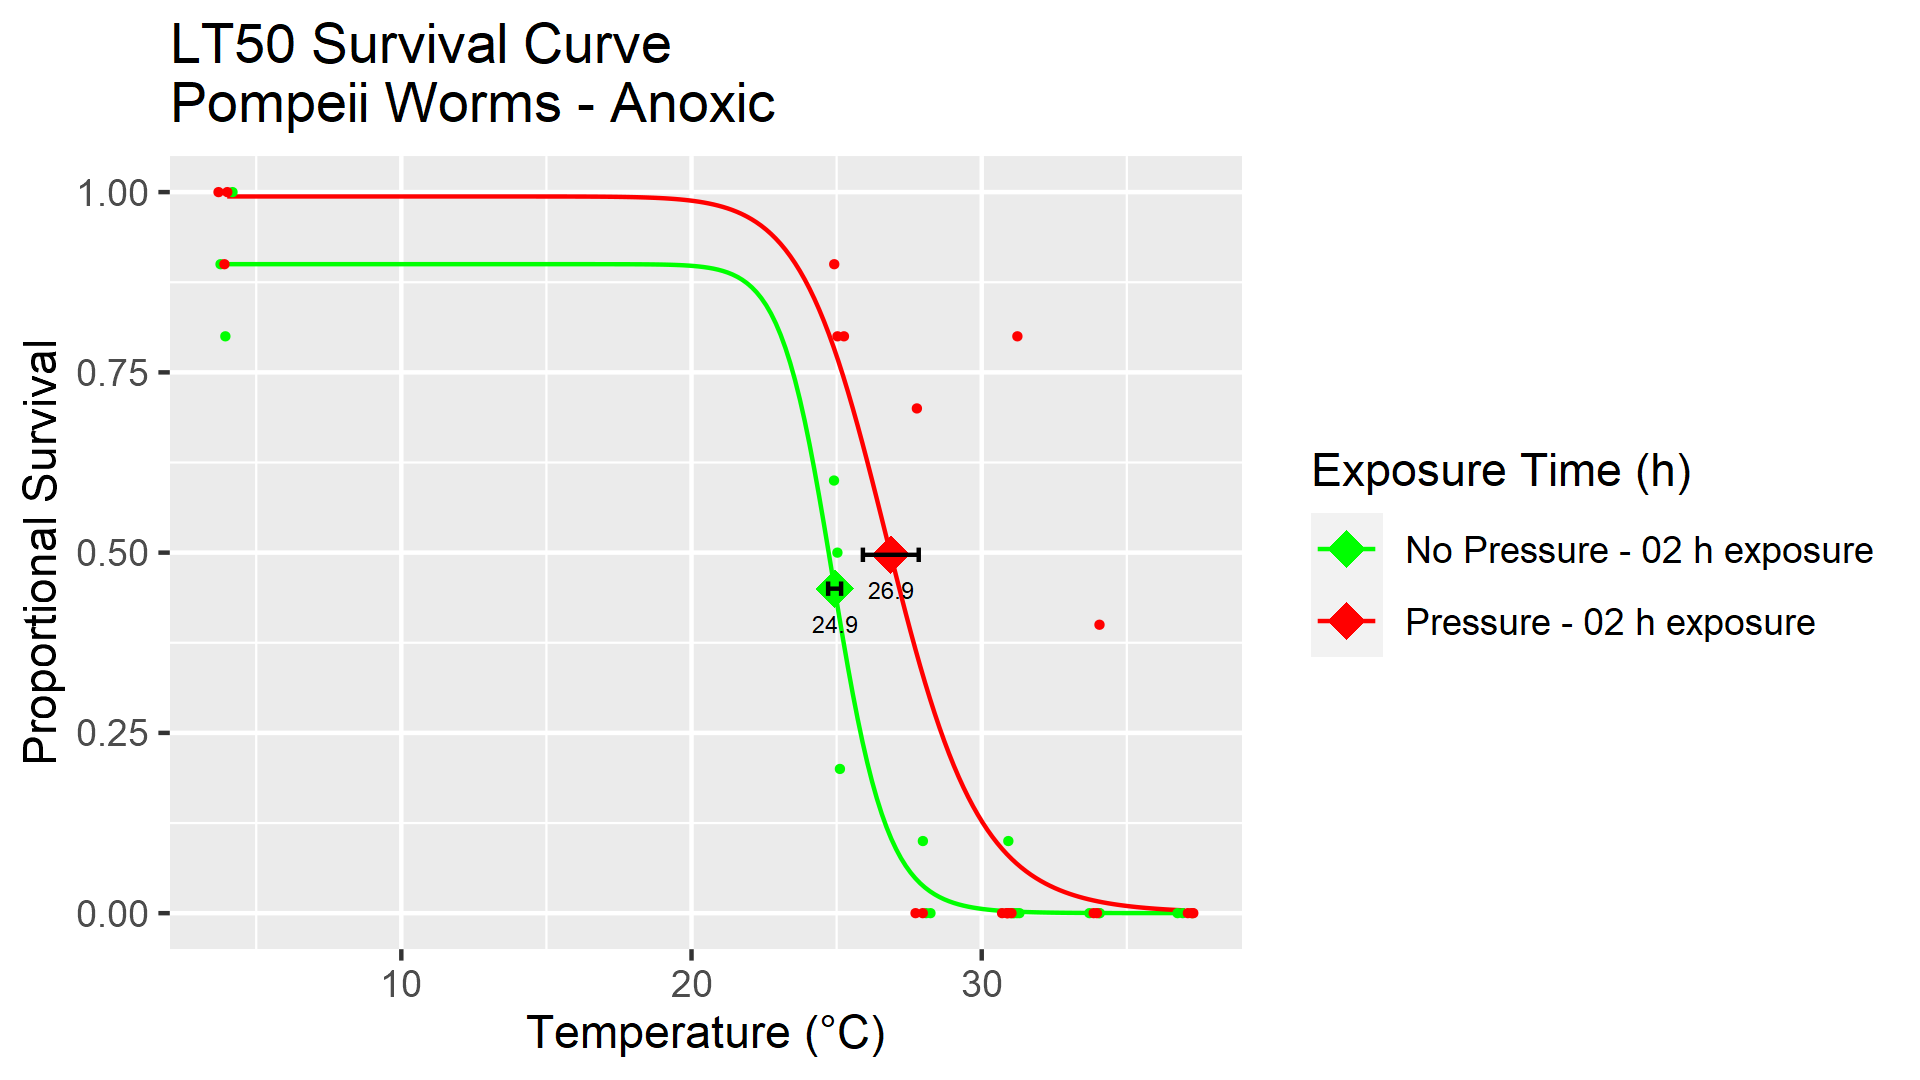 LT50 Survival Curve
Pompeii Worms - Anoxic
Proportional Survival
1.00
0.75
0.50
0.25
0.00
26.9
24.9
10
20
30
Temperature (°C)
Exposure Time (h)
No Pressure - 02 h exposure
Pressure - 02 h exposure